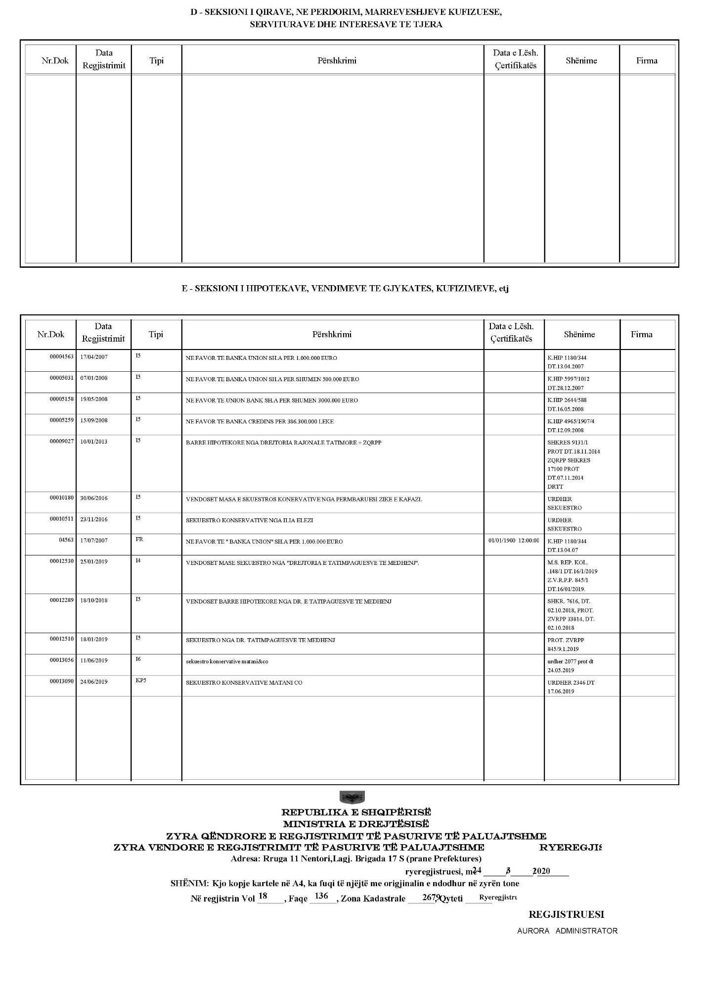 D - SEKSIONI I QIRAVE, NE PERDORIM, MARREVESHJEVE KUFIZUESE,
SERVITURAVE DHE INTERESAVE TE TJERA
Nr.Dok Data Regjistrimit Tipi Përshkrimi Data e Lësh. Çertifikatës Shënime Firma
E - SEKSIONI I HIPOTEKAVE, VENDIMEVE TE GJYKATES, KUFIZIMEVE, etj
Nr.Dok Data Regjistrimit Tipi Përshkrimi Data e Lësh. Çertifikatës Shënime Firma
00004563 17/04/2007 I5 NE FAVOR TE BANKA UNION SH.A PER 1.000.000 EURO K.HIP 1180/344
DT.13.04.2007
00005031 07/01/2008 I5 NE FAVOR TE BANKA UNION SH.A PER SHUMEN 500.000 EURO K.HIP 5997/1012
DT.28.12.2007
00005158 19/05/2008 I5 NE FAVOR TE UNION BANK SH.A PER SHUMEN 3000.000 EURO K.HIP 2644/588
DT.16.05.2008
00005259 15/09/2008 I5 NE FAVOR TE BANKA CREDINS PER 386.300.000 LEKE K.HIP 4965/1907/4
DT.12.09.2008
00009027 10/01/2013 I5 BARRE HIPOTEKORE NGA DREJTORIA RAJONALE TATIMORE + ZQRPP SHKRES 9131/1
PROT DT.18.11.2014
ZQRPP SHKRES
17100 PROT
DT.07.11.2014
DRTT
00010180 30/06/2016 I5 VENDOSET MASA E SKUESTROS KONERVATIVE NGA PERMBARUESI ZIKE E KAFAZI. URDHER
SEKUESTRO
00010511 23/11/2016 I5 SEKUESTRO KONSERVATIVE NGA ILIA ELEZI URDHER
SEKUESTRO
04563 17/07/2007 FR NE FAVOR TE " BANKA UNION" SH.A PER 1.000.000 EURO 01/01/1900 12:00:00 K.HIP 1180/344
DT.13.04.07
00012530 25/01/2019 I4 VENDOSET MASE SEKUESTRO NGA "DREJTORIA E TATIMPAGUESVE TE MEDHENJ". M.S. REP. KOL.
.148/1 DT.16/1/2019
Z.V.R.P.P. 845/1
DT.16/01/2019.
00012289 18/10/2018 I5 VENDOSET BARRE HIPOTEKORE NGA DR. E TATIPAGUESVE TE MEDHENJ SHKR. 7616, DT.
02.10.2018, PROT.
ZVRPP 33814, DT.
02.10.2018
00012510 18/01/2019 I5 SEKUESTRO NGA DR. TATIMPAGUESVE TE MEDHENJ PROT. ZVRPP
845/9.1.2019
00013056 11/06/2019 I6 sekuestro konservative matani&co urdher 2077 prot dt
24.05.2019
00013090 24/06/2019 KP5 SEKUESTRO KONSERVATIVE MATANI CO URDHER 2346 DT
17.06.2019
REPUBLIKA E SHQIPËRISË
MINISTRIA E DREJTËSISË
ZYRA QËNDRORE E REGJISTRIMIT TË PASURIVE TË PALUAJTSHME
ZYRA VENDORE E REGJISTRIMIT TË PASURIVE TË PALUAJTSHME RYEREGJIS
Adresa: Rruga 11 Nentori,Lagj. Brigada 17 S (prane Prefektures)
ryeregjistruesi, më 24 / 3 / 2020
SHËNIM: Kjo kopje kartele në A4, ka fuqi të njëjtë me origjinalin e ndodhur në zyrën tone
Në regjistrin Vol 18 , Faqe 136 , Zona Kadastrale 2679 , Qyteti Ryeregjistru
REGJISTRUESI
AURORA ADMINISTRATOR